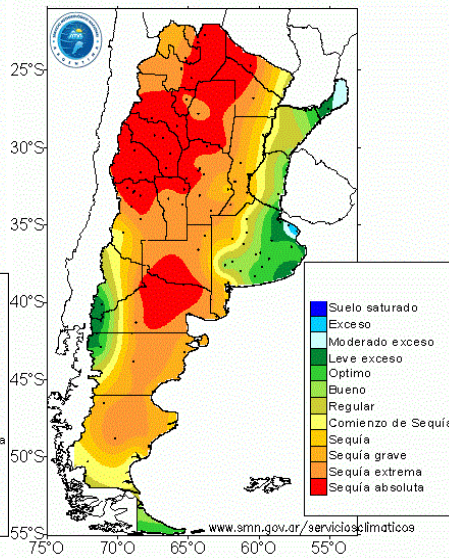 25°S
30°S
35°S
40°S
45°S
50°S
55°S
75°O
70°O
65°O
60°O
55°O
Suelo saturado
Exceso
Moderado exceso
Leve exceso
Optimo
Bueno
Regular
Comienzo de Sequía
Sequía
Sequía grave
Sequía extrema
Sequía absoluta
www.smn.gov.ar/serviciosclimaticos
a